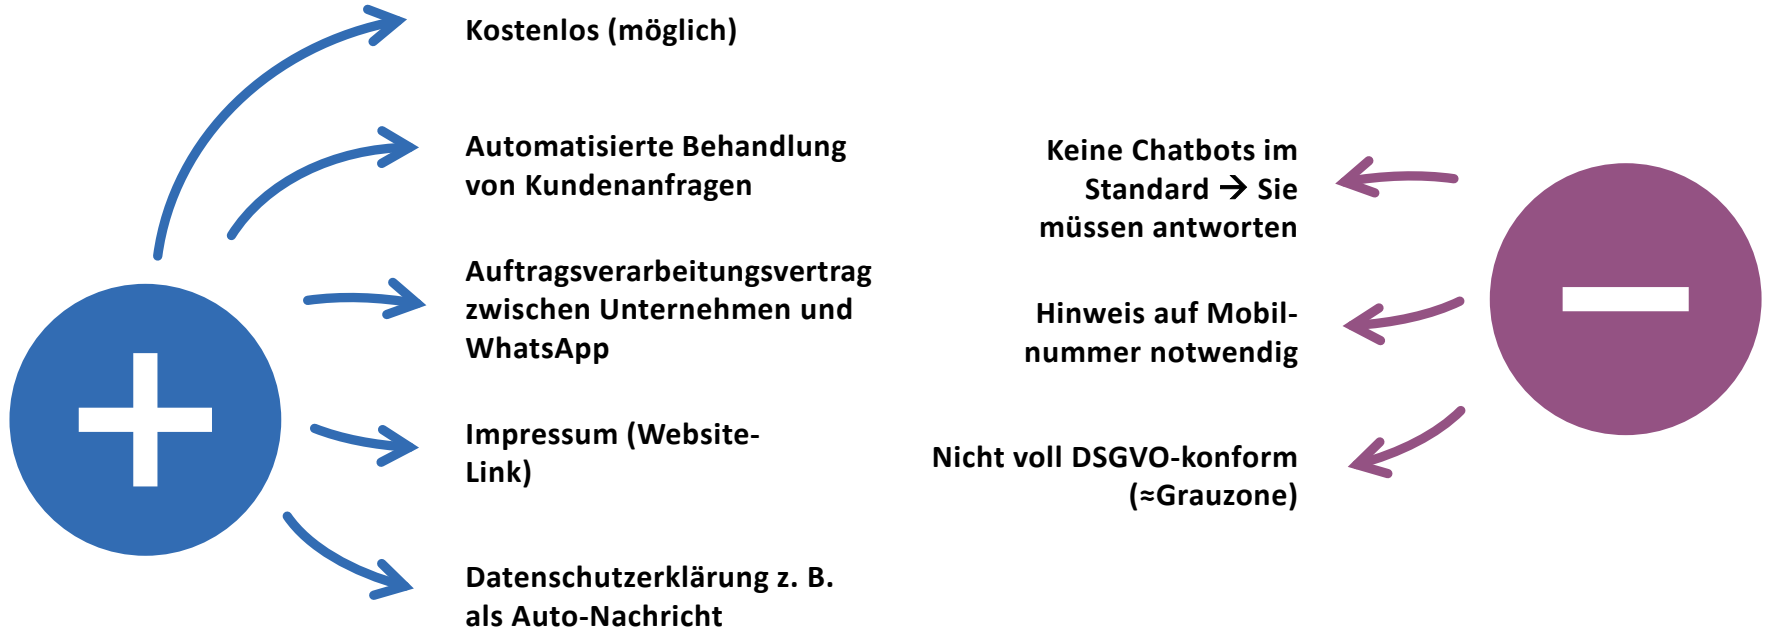 Kostenlos (möglich)
Automatisierte Behandlung
von Kundenanfragen
Auftragsverarbeitungsvertrag
zwischen Unternehmen und
WhatsApp
Impressum (Website-
Link)
Datenschutzerklärung z. B.
als Auto-Nachricht
Keine Chatbots im
Standard → Sie
müssen antworten
Hinweis auf Mobil-
nummer notwendig
Nicht voll DSGVO-konform
(≈Grauzone)